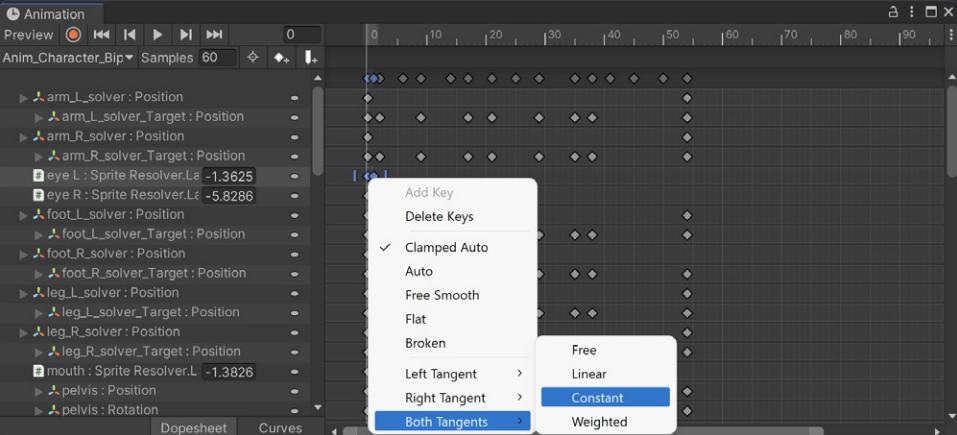 Animation
Preview 0 0 10 20 30 40 50 60 70 80 90
Anim_Character_Bip Samples 60
arm_L_solver : Position
arm_L_solver_Target : Position
arm_R_solver : Position
arm_R_solver_Target : Position
eye L : Sprite Resolver.La -1.3625
eye R : Sprite Resolver.La -5.8286
foot_L_solver : Position
foot_L_solver_Target : Position
foot_R_solver : Position
foot_R_solver_Target : Position
leg_L_solver : Position
leg_L_solver_Target : Position
leg_R_solver : Position
leg_R_solver_Target : Position
mouth : Sprite Resolver.L -1.3826
pelvis : Position
pelvis : Rotation
Dopesheet Curves
Add Key
Delete Keys
Clamped Auto
Auto
Free Smooth
Flat
Broken
Left Tangent
Right Tangent
Both Tangents
Free
Linear
Constant
Weighted